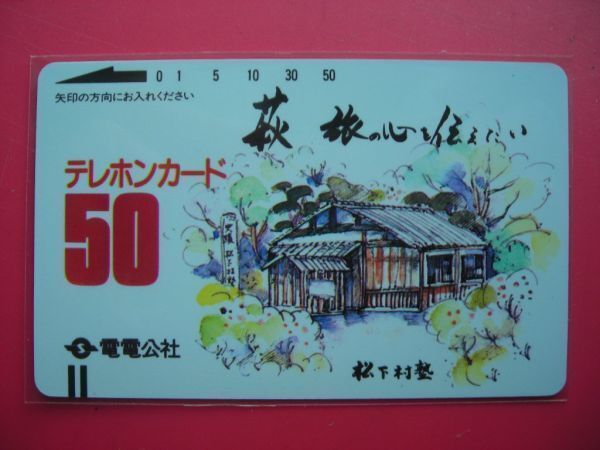 0 1 5 10 30 50
矢印の方向にお入れください
萩 旅の心を伝えたい
テレホンカード
50
電電公社
松下村塾